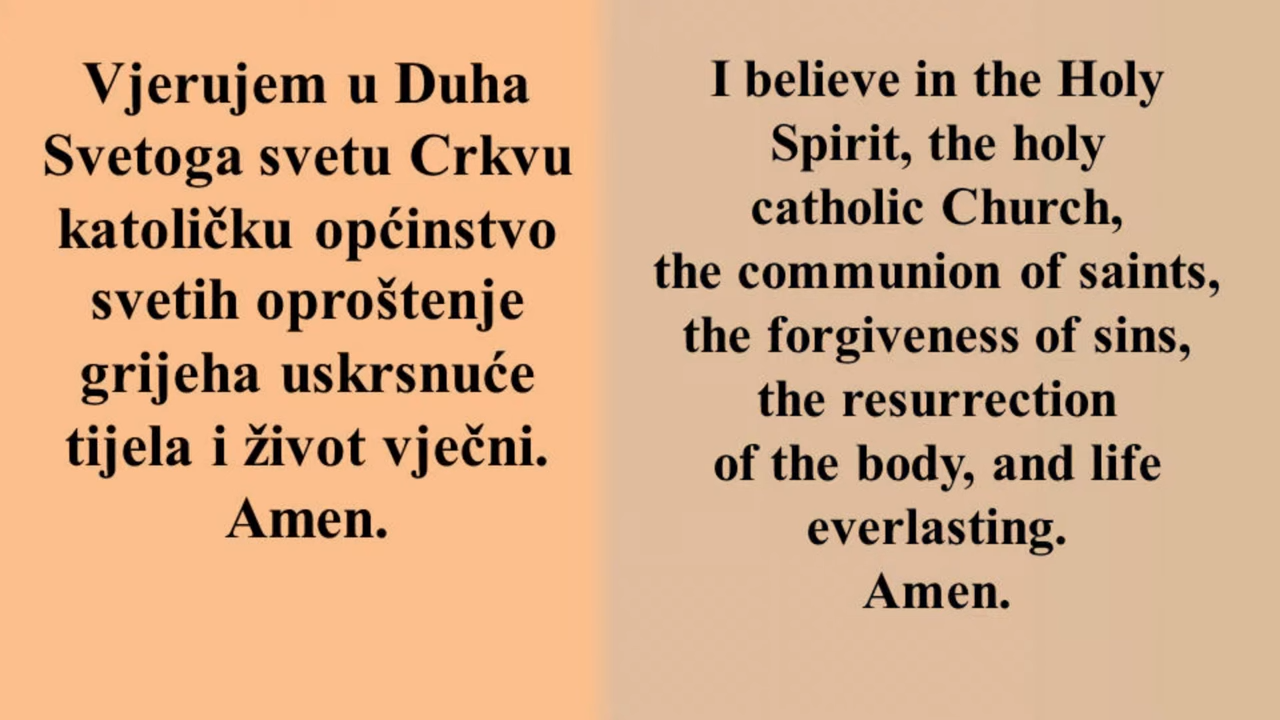 Vjerujem u Duha
Svetoga svetu Crkvu
katoličku općinstvo
svetih oproštenje
grijeha uskrsnuće
tijela i život vječni.
Amen.
I believe in the Holy
Spirit, the holy
catholic Church,
the communion of saints,
the forgiveness of sins,
the resurrection
of the body, and life
everlasting.
Amen.